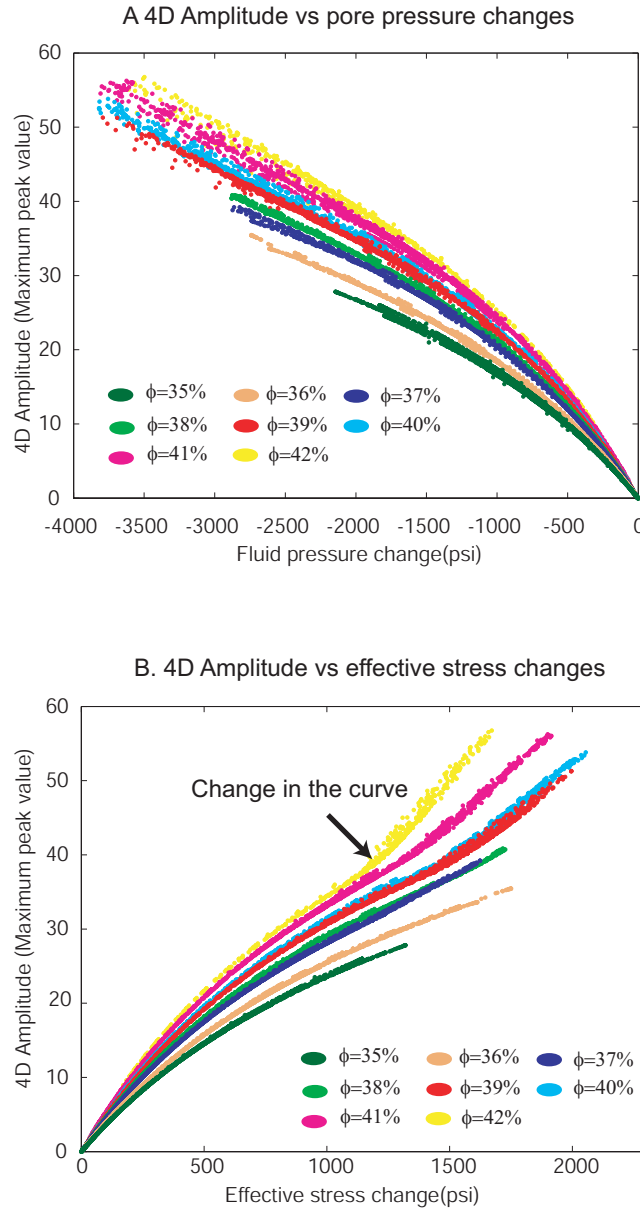 A 4D Amplitude vs pore pressure changes
60
50
40
30
20
10
0
4D Amplitude (Maximum peak value)
ϕ=35% ϕ=36% ϕ=37%
ϕ=38% ϕ=39% ϕ=40%
ϕ=41% ϕ=42%
-4000 -3500 -3000 -2500 -2000 -1500 -1000 -500 0
Fluid pressure change(psi)
B. 4D Amplitude vs effective stress changes
60
50
40
30
20
10
0
4D Amplitude (Maximum peak value)
Change in the curve
ϕ=35% ϕ=36% ϕ=37%
ϕ=38% ϕ=39% ϕ=40%
ϕ=41% ϕ=42%
0 500 1000 1500 2000
Effective stress change(psi)